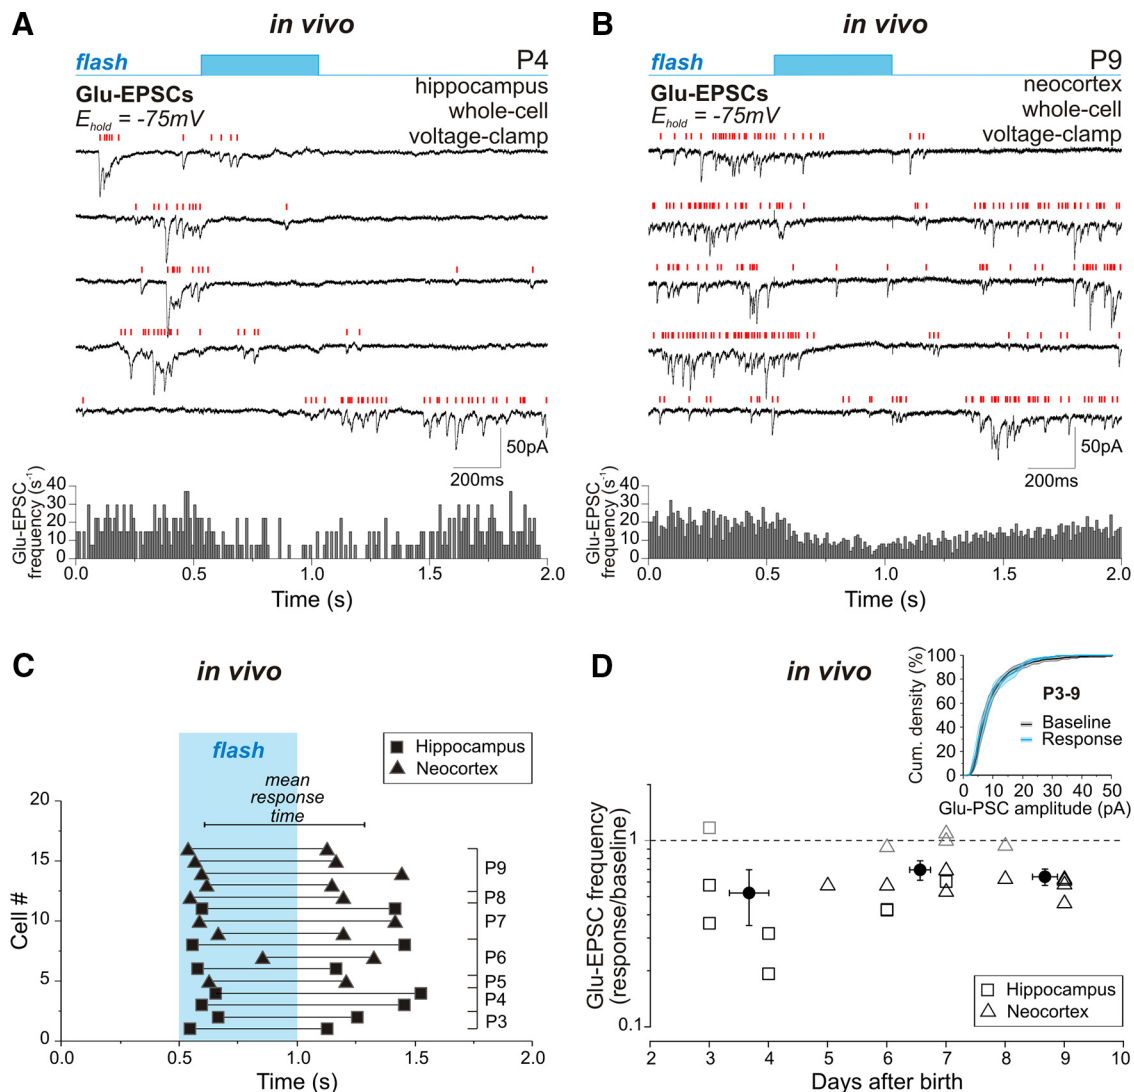 A
in vivo
flash
P4
Glu-EPSCs
hippocampus
E_hold = -75mV
whole-cell
voltage-clamp
50pA
200ms
Glu-EPSC
frequency (s⁻¹)
40
30
20
10
0
0.0
0.5
1.0
1.5
2.0
Time (s)
B
in vivo
flash
P9
Glu-EPSCs
neocortex
E_hold = -75mV
whole-cell
voltage-clamp
50pA
200ms
Glu-EPSC
frequency (s⁻¹)
40
30
20
10
0
0.0
0.5
1.0
1.5
2.0
Time (s)
C
in vivo
flash
Hippocampus
Neocortex
mean
response
time
Cell #
20
15
10
5
0
P9
P8
P7
P6
P5
P4
P3
0.0
0.5
1.0
1.5
2.0
Time (s)
D
in vivo
Cum. density (%)
100
80
60
40
20
0
P3-9
Baseline
Response
0
10
20
30
40
50
Glu-PSC amplitude (pA)
Glu-EPSC frequency
(response/baseline)
1
0.1
Hippocampus
Neocortex
2
3
4
5
6
7
8
9
10
Days after birth